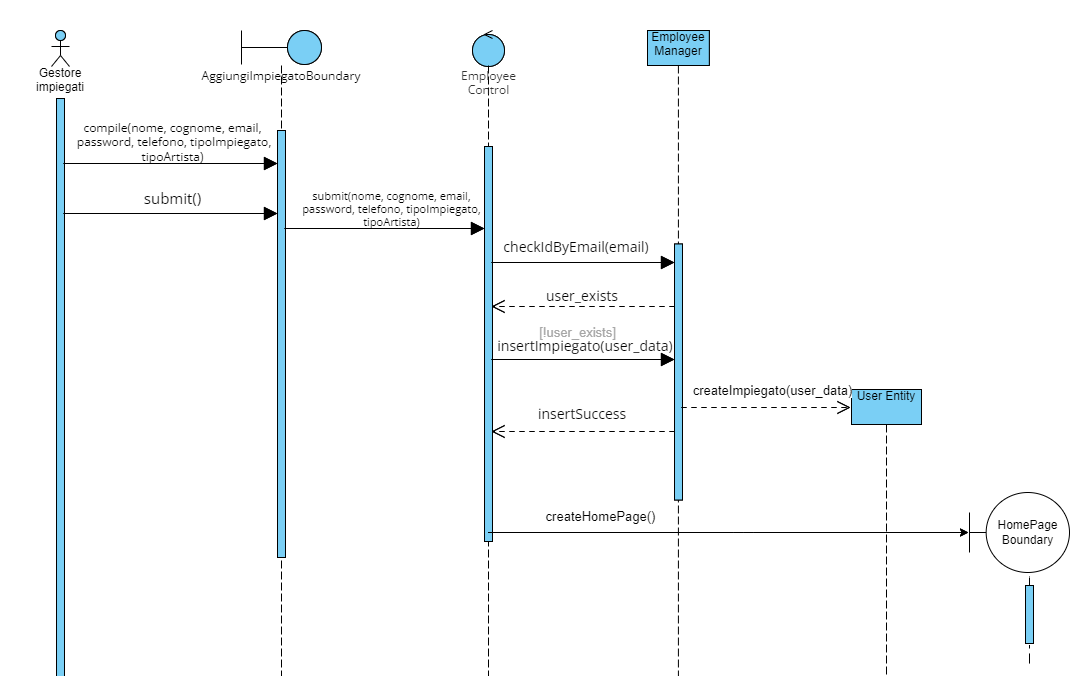 Gestore
impiegati
AggiungiImpiegatoBoundary
Employee
Control
Employee
Manager
compile(nome, cognome, email,
password, telefono, tipoImpiegato,
tipoArtista)
submit()
submit(nome, cognome, email,
password, telefono, tipoImpiegato,
tipoArtista)
checkIdByEmail(email)
user_exists
[!user_exists]
insertImpiegato(user_data)
createImpiegato(user_data)
User Entity
insertSuccess
createHomePage()
HomePage
Boundary